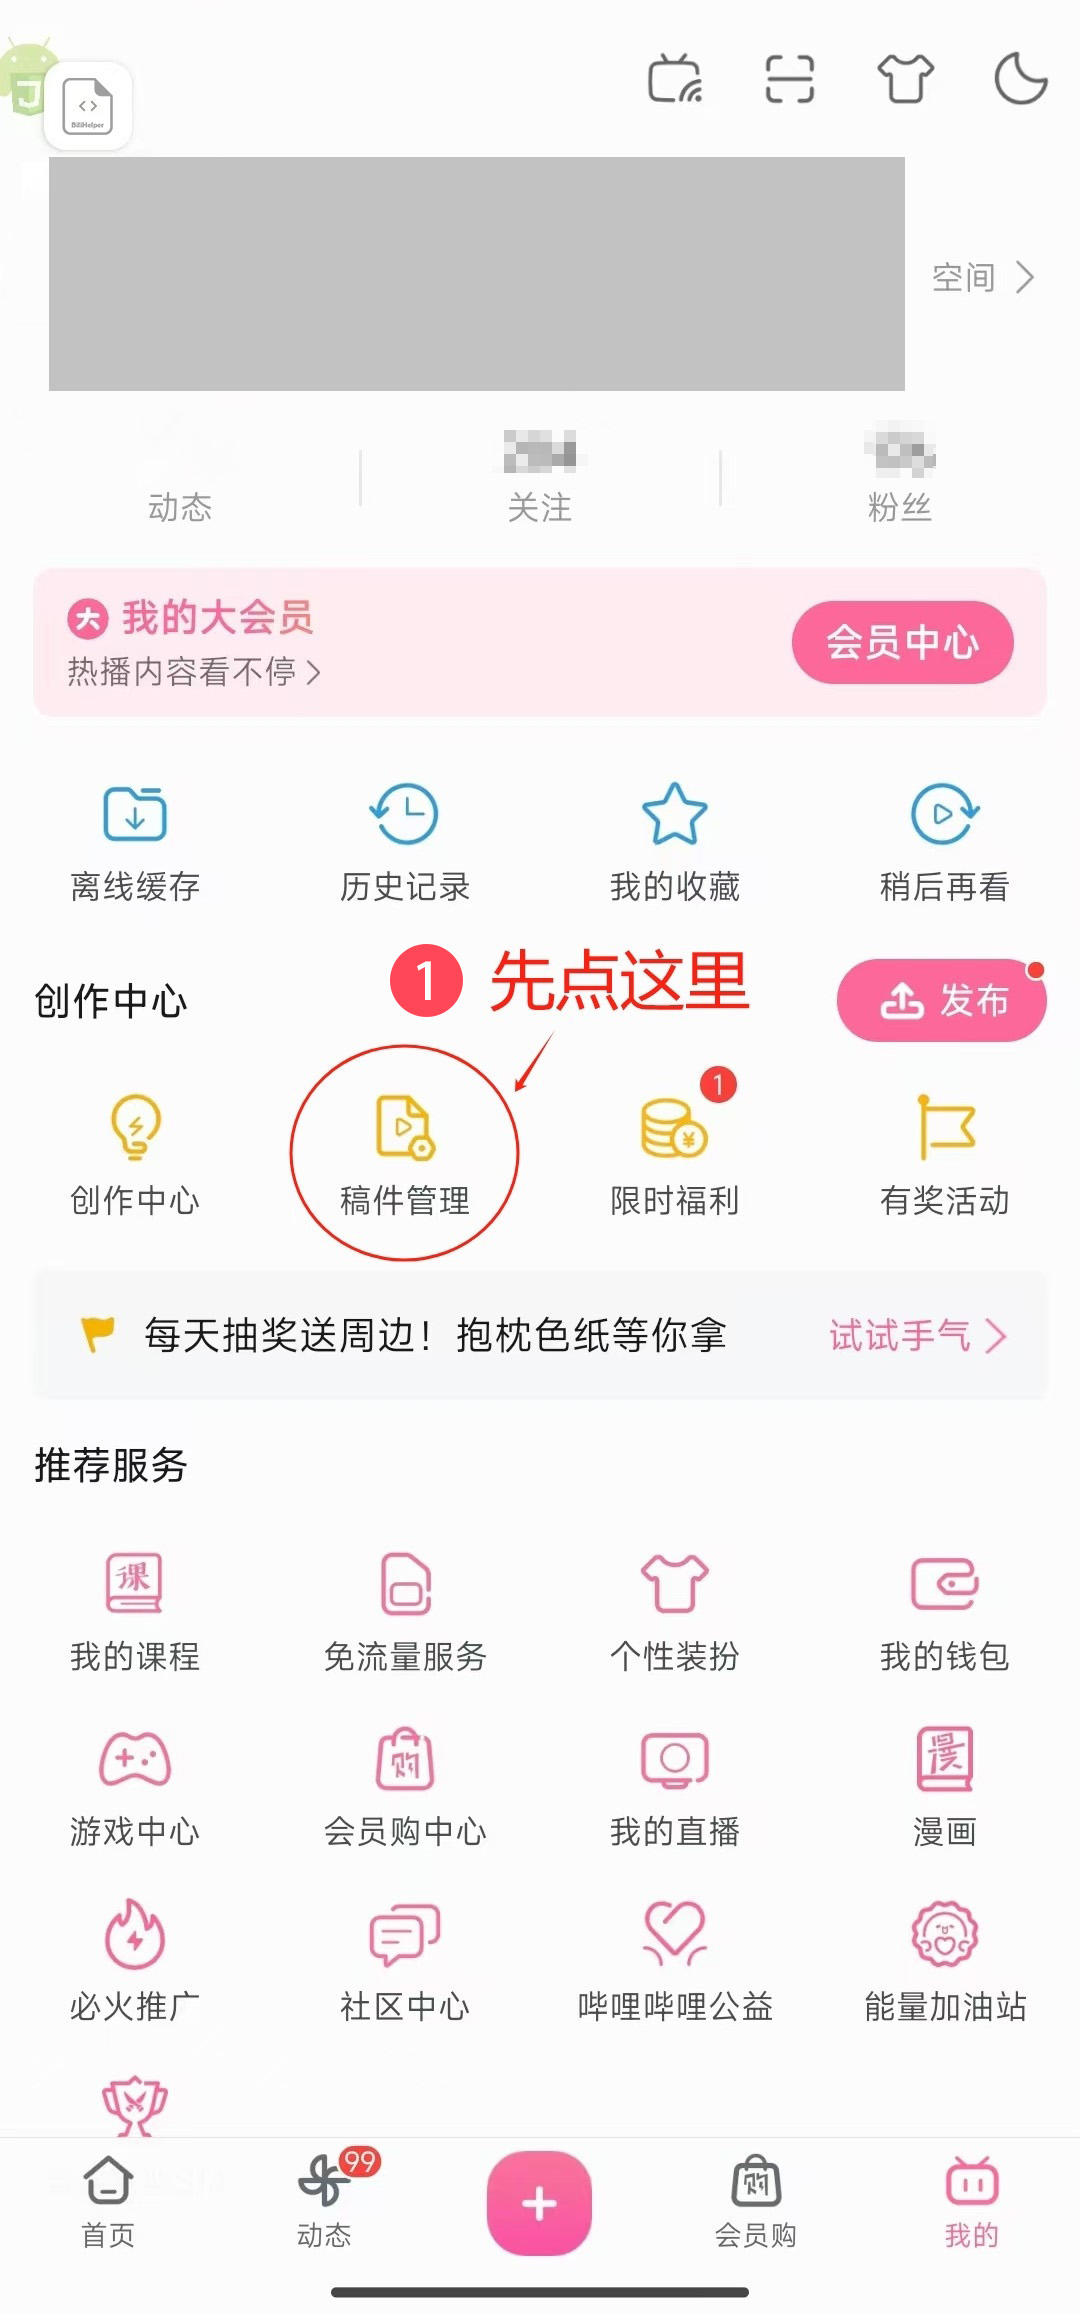 BiliHelper
空间
动态
关注
粉丝
大 我的大会员
热播内容看不停
会员中心
离线缓存 历史记录 我的收藏 稍后再看
1 先点这里
创作中心
发布
1
创作中心 稿件管理 限时福利 有奖活动
每天抽奖送周边！抱枕色纸等你拿 试试手气
推荐服务
课
我的课程 免流量服务 个性装扮 我的钱包
购 漫
游戏中心 会员购中心 我的直播 漫画
必火推广 社区中心 哔哩哔哩公益 能量加油站
99
购
首页 动态 会员购 我的